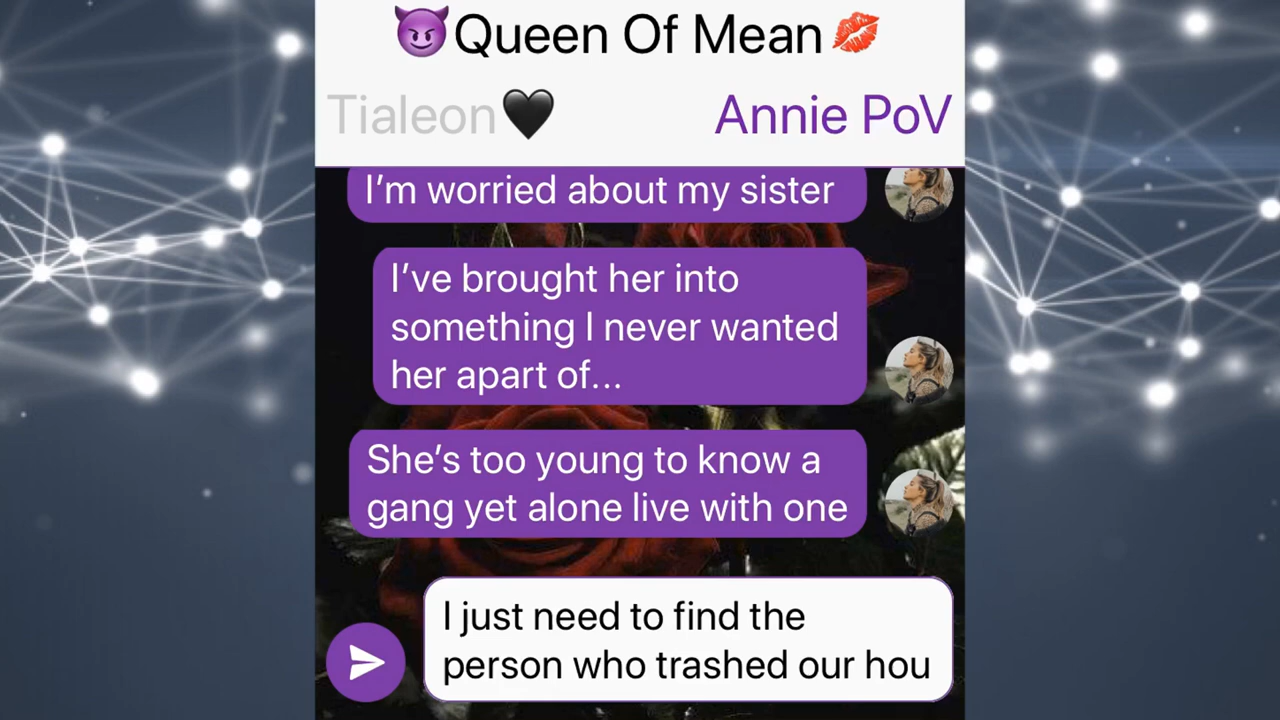 😈Queen Of Mean💋
Tialeon🖤
Annie PoV
I’m worried about my sister
I’ve brought her into
something I never wanted
her apart of...
She’s too young to know a
gang yet alone live with one
I just need to find the
person who trashed our hou